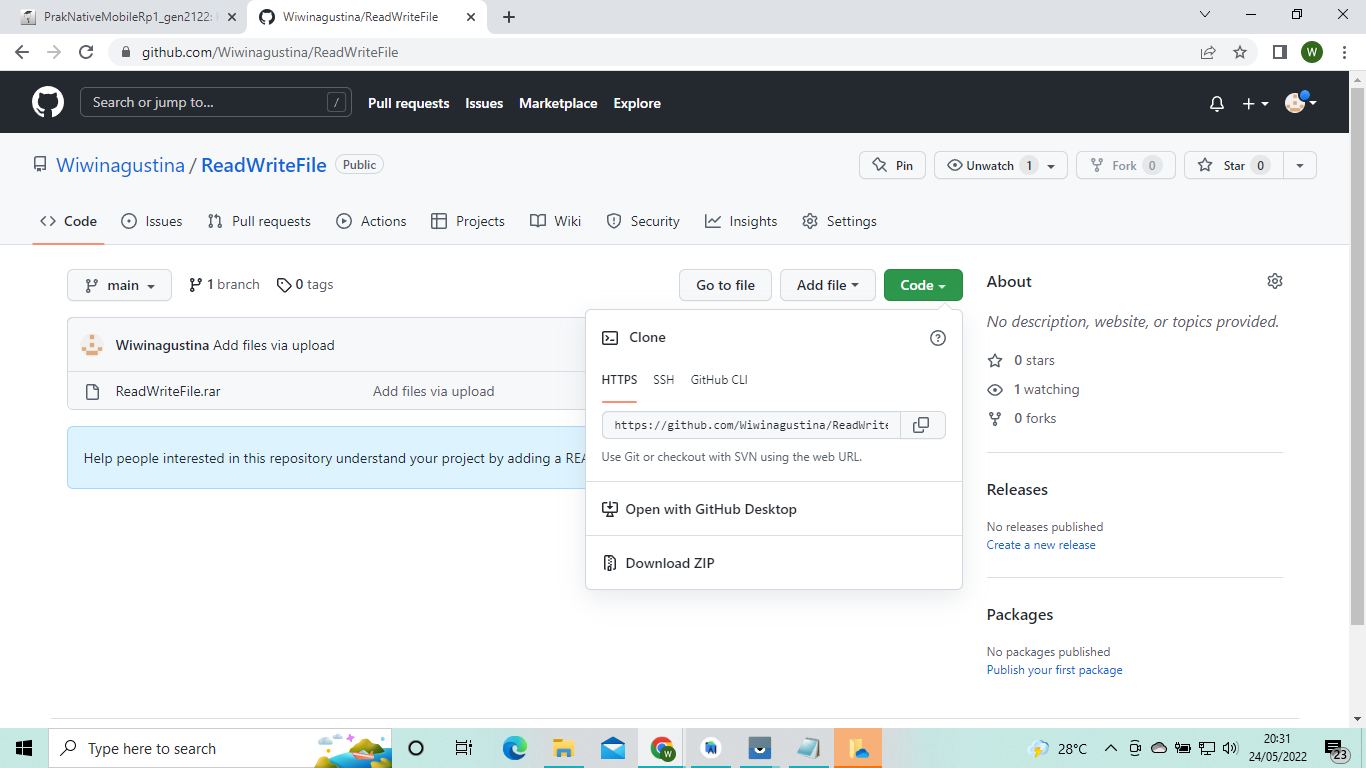 PrakNativeMobileRp1_gen2122:
Wiwinagustina/ReadWriteFile
github.com/Wiwinagustina/ReadWriteFile
W
Search or jump to...
/
Pull requests
Issues
Marketplace
Explore
Wiwinagustina / ReadWriteFile
Public
Pin
Unwatch 1
Fork 0
Star 0
Code
Issues
Pull requests
Actions
Projects
Wiki
Security
Insights
Settings
main
1 branch
0 tags
Go to file
Add file
Code
Wiwinagustina Add files via upload
ReadWriteFile.rar
Add files via upload
Help people interested in this repository understand your project by adding a REA
Clone
HTTPS
SSH
GitHub CLI
https://github.com/Wiwinagustina/ReadWrite
Use Git or checkout with SVN using the web URL.
Open with GitHub Desktop
Download ZIP
About
No description, website, or topics provided.
0 stars
1 watching
0 forks
Releases
No releases published
Create a new release
Packages
No packages published
Publish your first package
Type here to search
W
28°C
20:31
24/05/2022
23